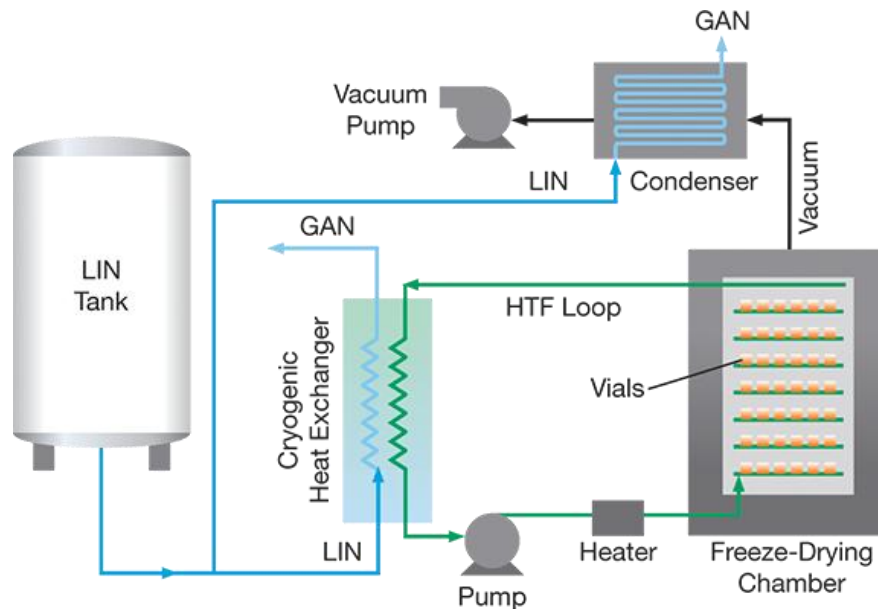 GAN
Vacuum
Pump
LIN
Condenser
Vacuum
GAN
LIN
Tank
HTF Loop
Cryogenic
Heat Exchanger
Vials
LIN
Pump
Heater
Freeze-Drying
Chamber